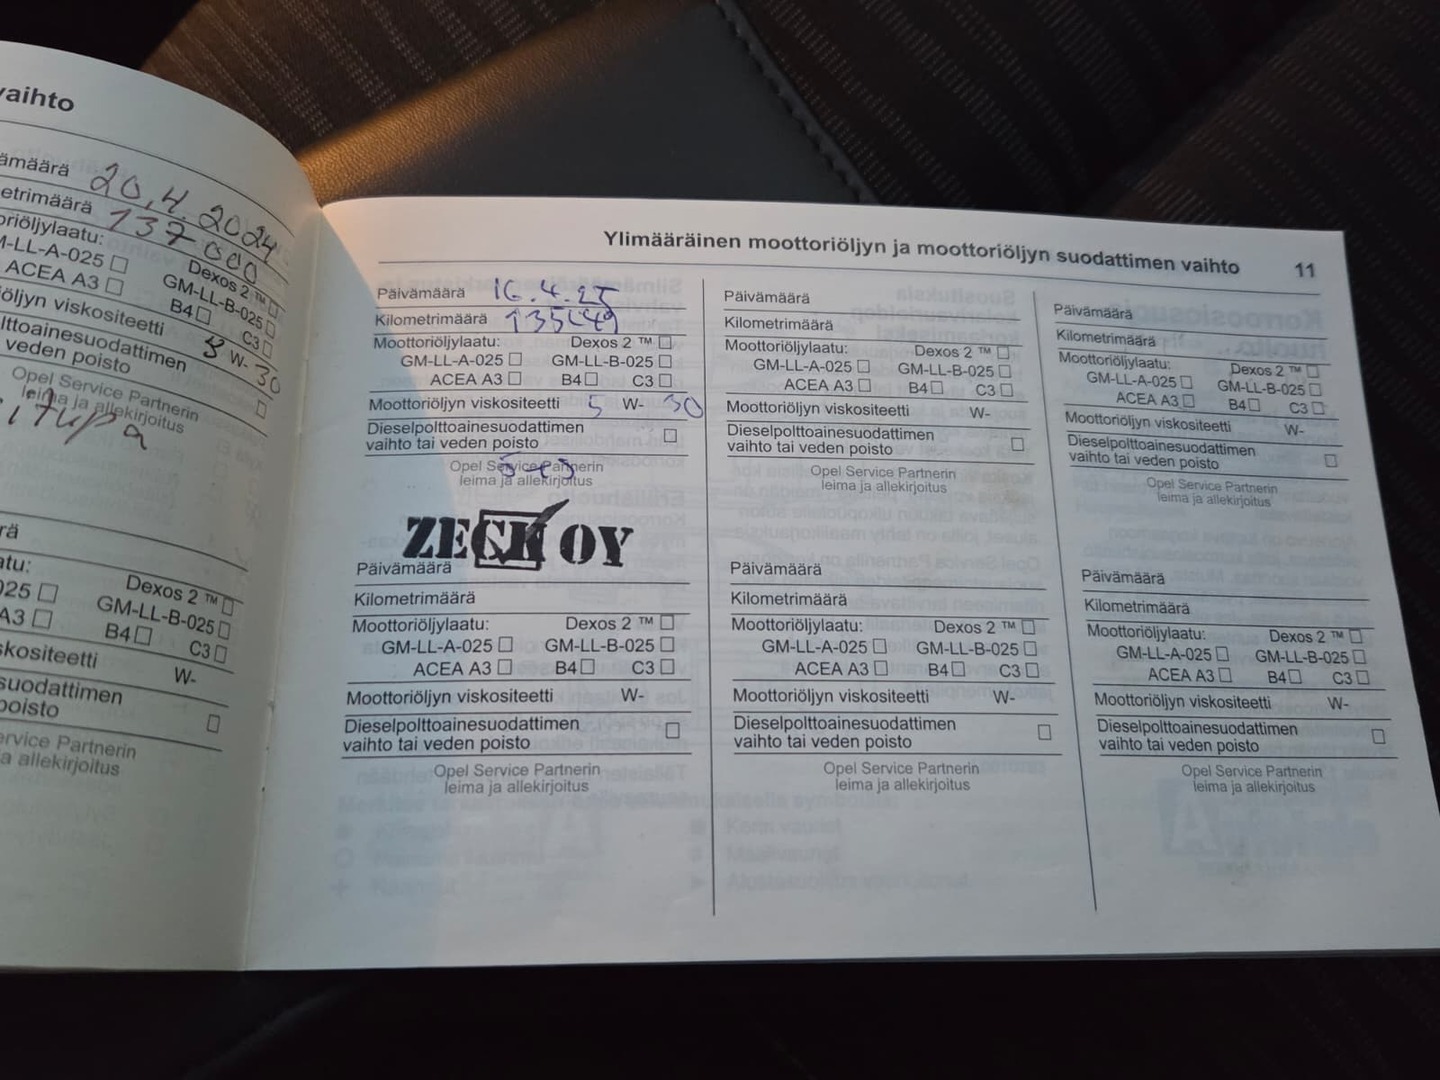 vaihto
ämäärä 20.4.2024
etrimäärä 137000
oriöljylaatu: Dexos 2 ™
M-LL-A-025 GM-LL-B-025
ACEA A3 B4 C3
öljyn viskositeetti 5 W- 30
lttoainesuodattimen
veden poisto
Opel Service Partnerin
leima ja allekirjoitus
rä
atu: Dexos 2 ™
025 GM-LL-B-025
A3 B4 C3
skositeetti W-
suodattimen
poisto
ervice Partnerin
a allekirjoitus
Ylimääräinen moottoriöljyn ja moottoriöljyn suodattimen vaihto 11
Päivämäärä 16.4.25
Kilometrimäärä
Moottoriöljylaatu: Dexos 2 ™
GM-LL-A-025 GM-LL-B-025
ACEA A3 B4 C3
Moottoriöljyn viskositeetti 5 W- 30
Dieselpolttoainesuodattimen
vaihto tai veden poisto
Opel Service Partnerin
leima ja allekirjoitus
ZECK OY
Päivämäärä
Kilometrimäärä
Moottoriöljylaatu: Dexos 2 ™
GM-LL-A-025 GM-LL-B-025
ACEA A3 B4 C3
Moottoriöljyn viskositeetti W-
Dieselpolttoainesuodattimen
vaihto tai veden poisto
Opel Service Partnerin
leima ja allekirjoitus
Päivämäärä
Kilometrimäärä
Moottoriöljylaatu: Dexos 2 ™
GM-LL-A-025 GM-LL-B-025
ACEA A3 B4 C3
Moottoriöljyn viskositeetti W-
Dieselpolttoainesuodattimen
vaihto tai veden poisto
Opel Service Partnerin
leima ja allekirjoitus
Päivämäärä
Kilometrimäärä
Moottoriöljylaatu: Dexos 2 ™
GM-LL-A-025 GM-LL-B-025
ACEA A3 B4 C3
Moottoriöljyn viskositeetti W-
Dieselpolttoainesuodattimen
vaihto tai veden poisto
Opel Service Partnerin
leima ja allekirjoitus
Päivämäärä
Kilometrimäärä
Moottoriöljylaatu: Dexos 2 ™
GM-LL-A-025 GM-LL-B-025
ACEA A3 B4 C3
Moottoriöljyn viskositeetti W-
Dieselpolttoainesuodattimen
vaihto tai veden poisto
Opel Service Partnerin
leima ja allekirjoitus
Päivämäärä
Kilometrimäärä
Moottoriöljylaatu: Dexos 2 ™
GM-LL-A-025 GM-LL-B-025
ACEA A3 B4 C3
Moottoriöljyn viskositeetti W-
Dieselpolttoainesuodattimen
vaihto tai veden poisto
Opel Service Partnerin
leima ja allekirjoitus